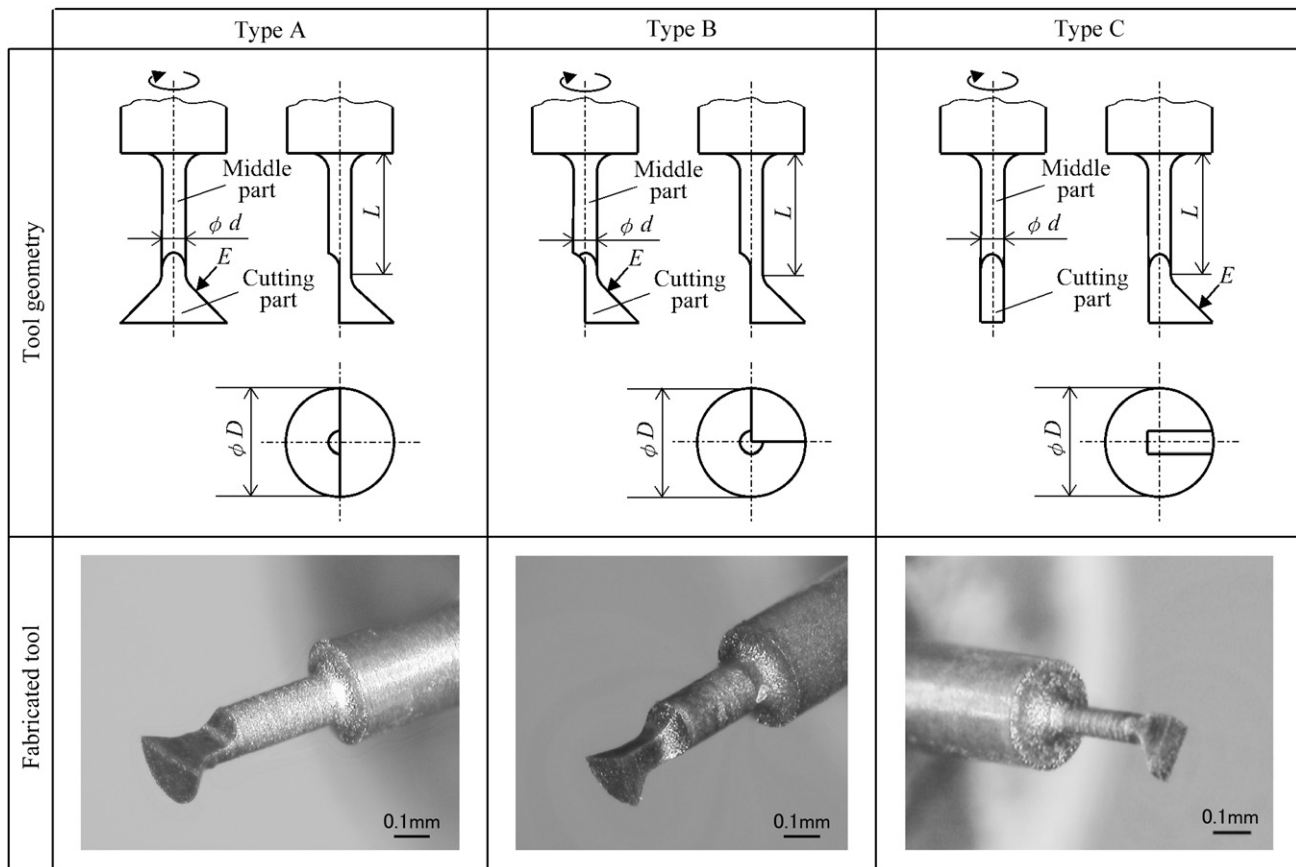 Type A
Type B
Type C
Tool geometry
Middle
part
φ d
E
Cutting
part
L
φ D
Middle
part
φ d
E
Cutting
part
L
φ D
Middle
part
φ d
Cutting
part
L
E
φ D
Fabricated tool
0.1mm
0.1mm
0.1mm